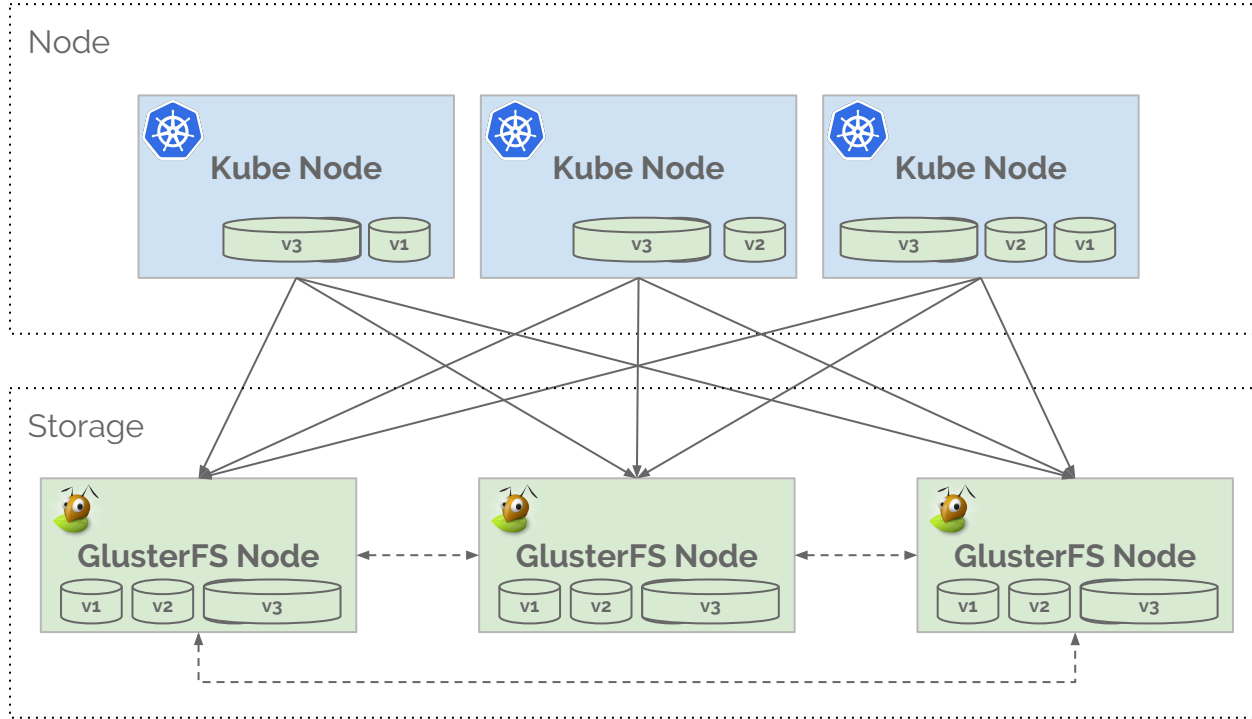 Node
Kube Node
Kube Node
Kube Node
v3 v1
v3 v2
v3 v2 v1
Storage
GlusterFS Node
GlusterFS Node
GlusterFS Node
v1 v2 v3
v1 v2 v3
v1 v2 v3